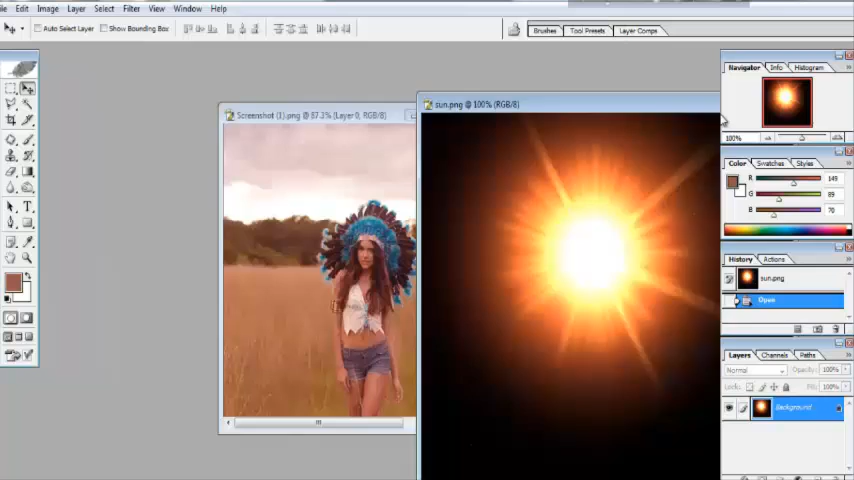 ile Edit Image Layer Select Filter View Window Help
Auto Select Layer Show Bounding Box
Brushes Tool Presets Layer Comps
Navigator Info Histogram
100%
Screenshot (1).png @ 87.3% (Layer 0, RGB/8)
sun.png @ 100% (RGB/8)
Color Swatches Styles
R 149
G 89
B 70
History Actions
sun.png
Open
Layers Channels Paths
Normal Opacity: 100%
Lock: Fill: 100%
Background